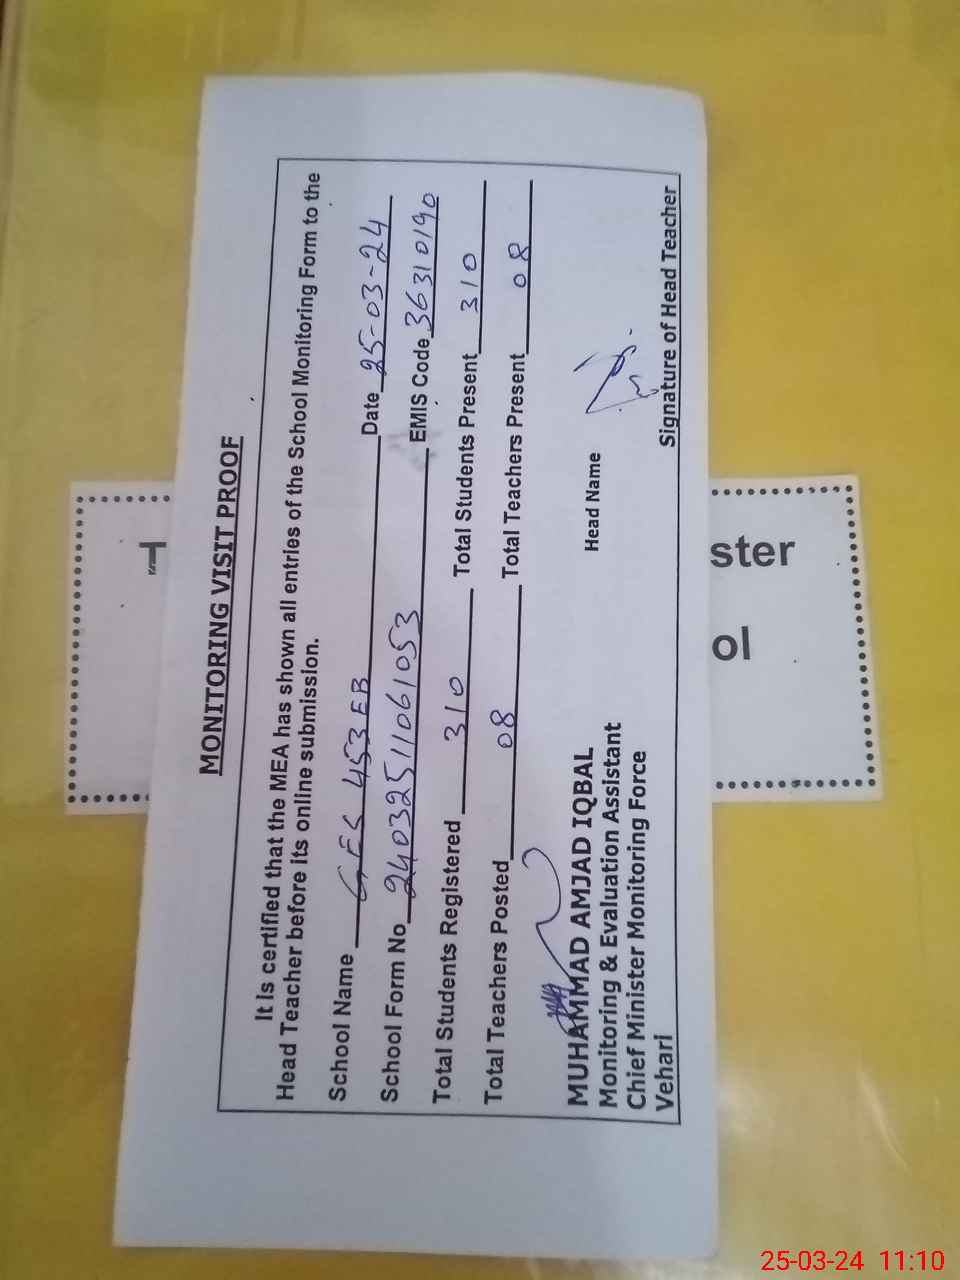 MONITORING VISIT PROOF
It Is certified that the MEA has shown all entries of the School Monitoring Form to the
Head Teacher before its online submission.
School Name GES 453 EB Date 25-03-24
School Form No 2403251106 1053 EMIS Code 36310190
Total Students Registered 310 Total Students Present 310
Total Teachers Posted 08 Total Teachers Present 08
MUHAMMAD AMJAD IQBAL
Monitoring & Evaluation Assistant Head Name
Chief Minister Monitoring Force
Vehari Signature of Head Teacher
T ster
ol
25-03-24 11:10